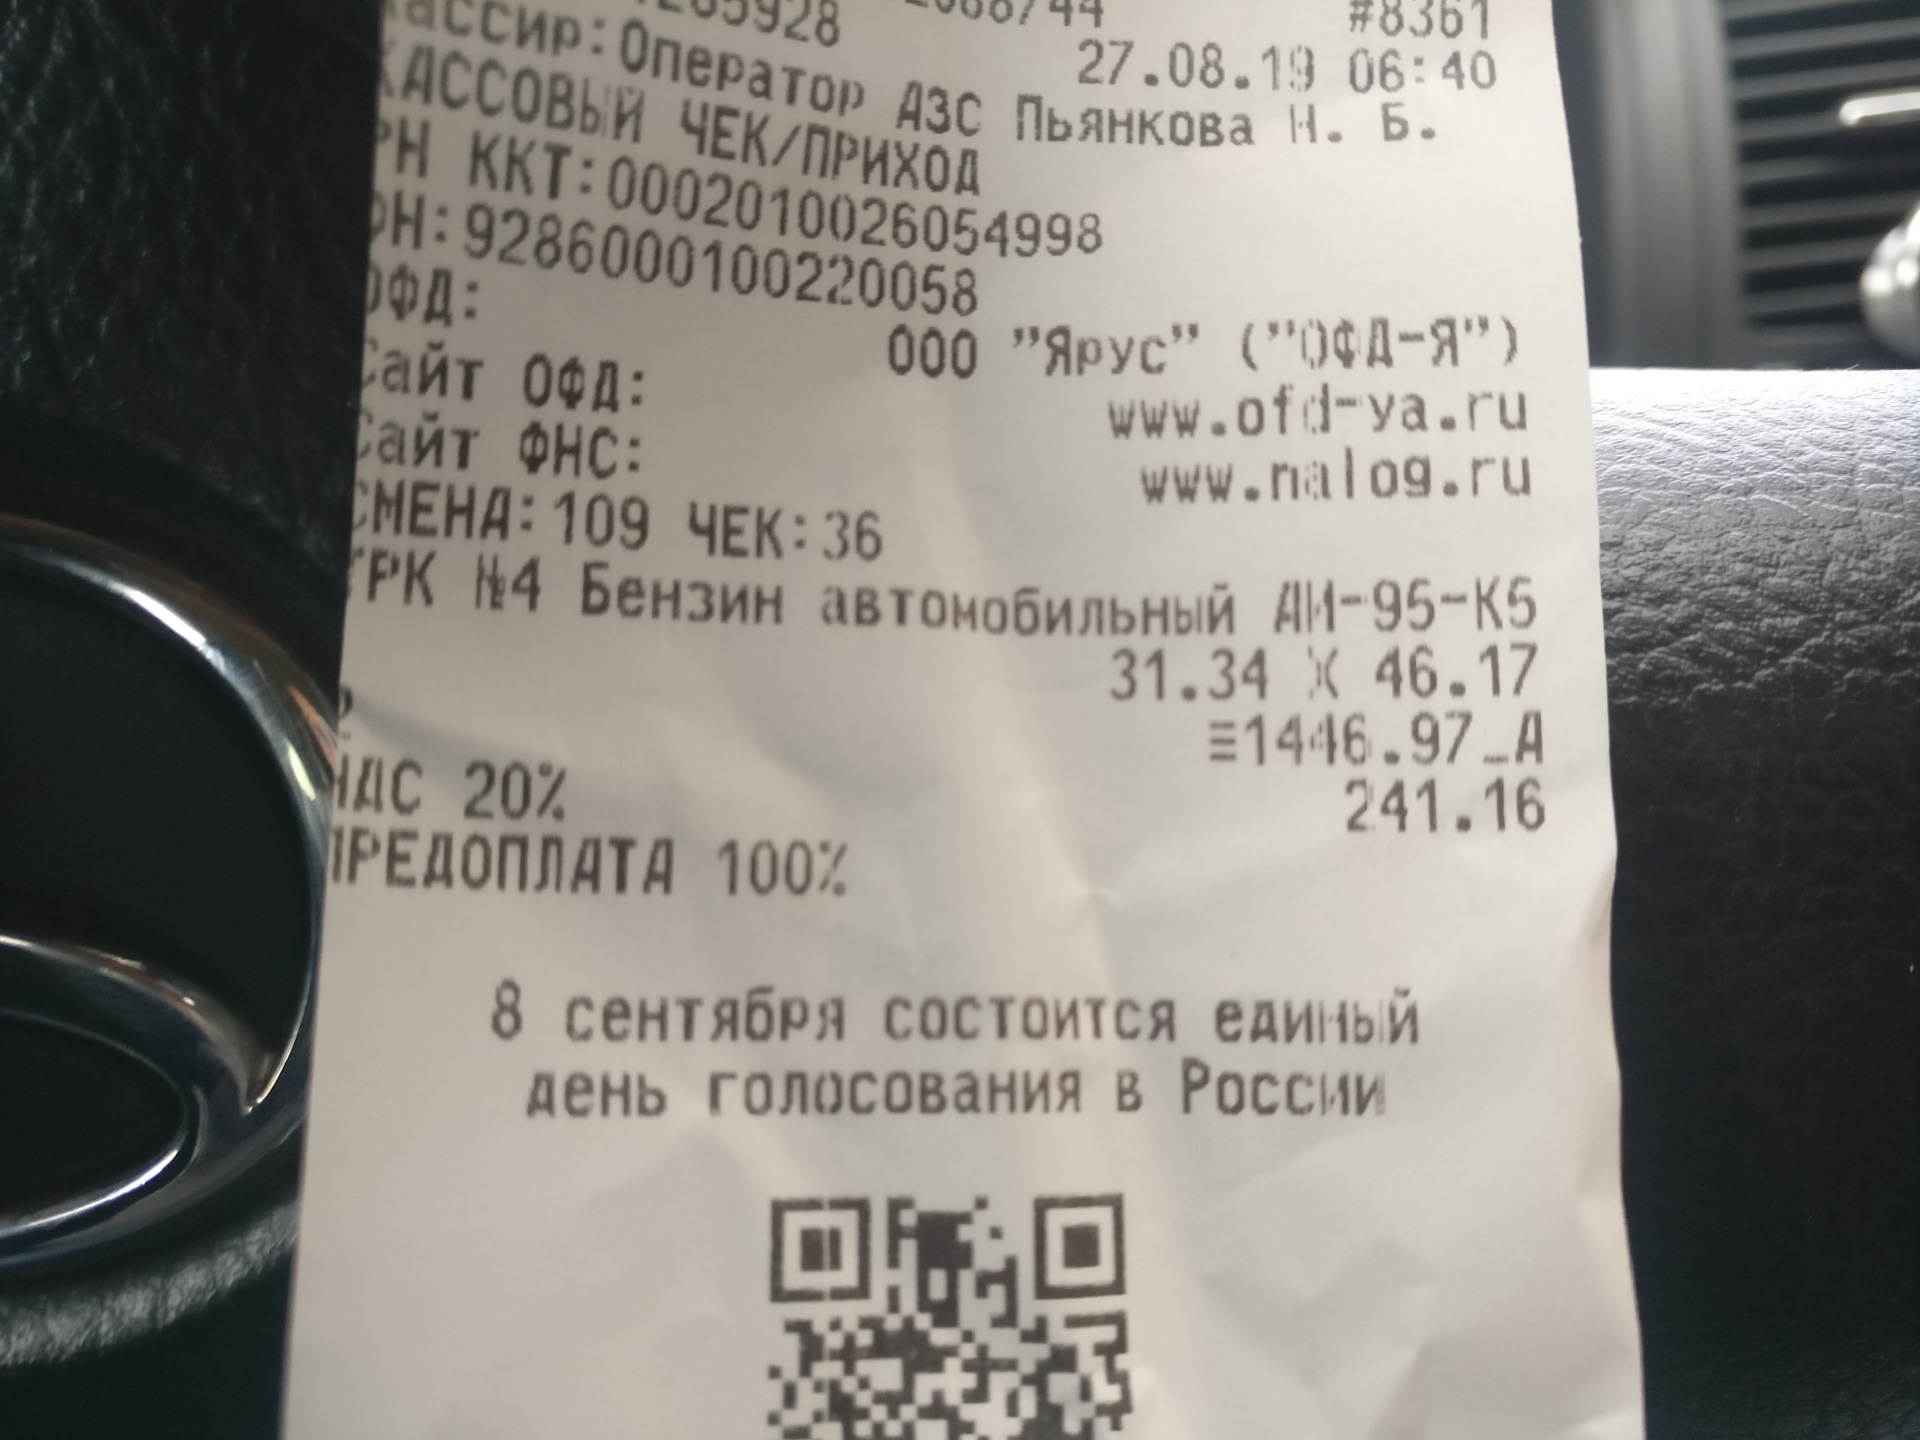 #8361
27.08.19 06:40
Кассир:Оператор АЗС Пьянкова Н. Б.
КАССОВЫЙ ЧЕК/ПРИХОД
РН ККТ:0002010026054998
ФН:9286000100220058
ОФД:
ООО "Ярус" ("ОФД-Я")
Сайт ОФД:
www.ofd-ya.ru
Сайт ФНС:
www.nalog.ru
СМЕНА:109 ЧЕК:36
ТРК №4 Бензин автомобильный АИ-95-К5
31.34 X 46.17
≡1446.97_А
НДС 20%
241.16
ПРЕДОПЛАТА 100%
8 сентября состоится единый
день голосования в России